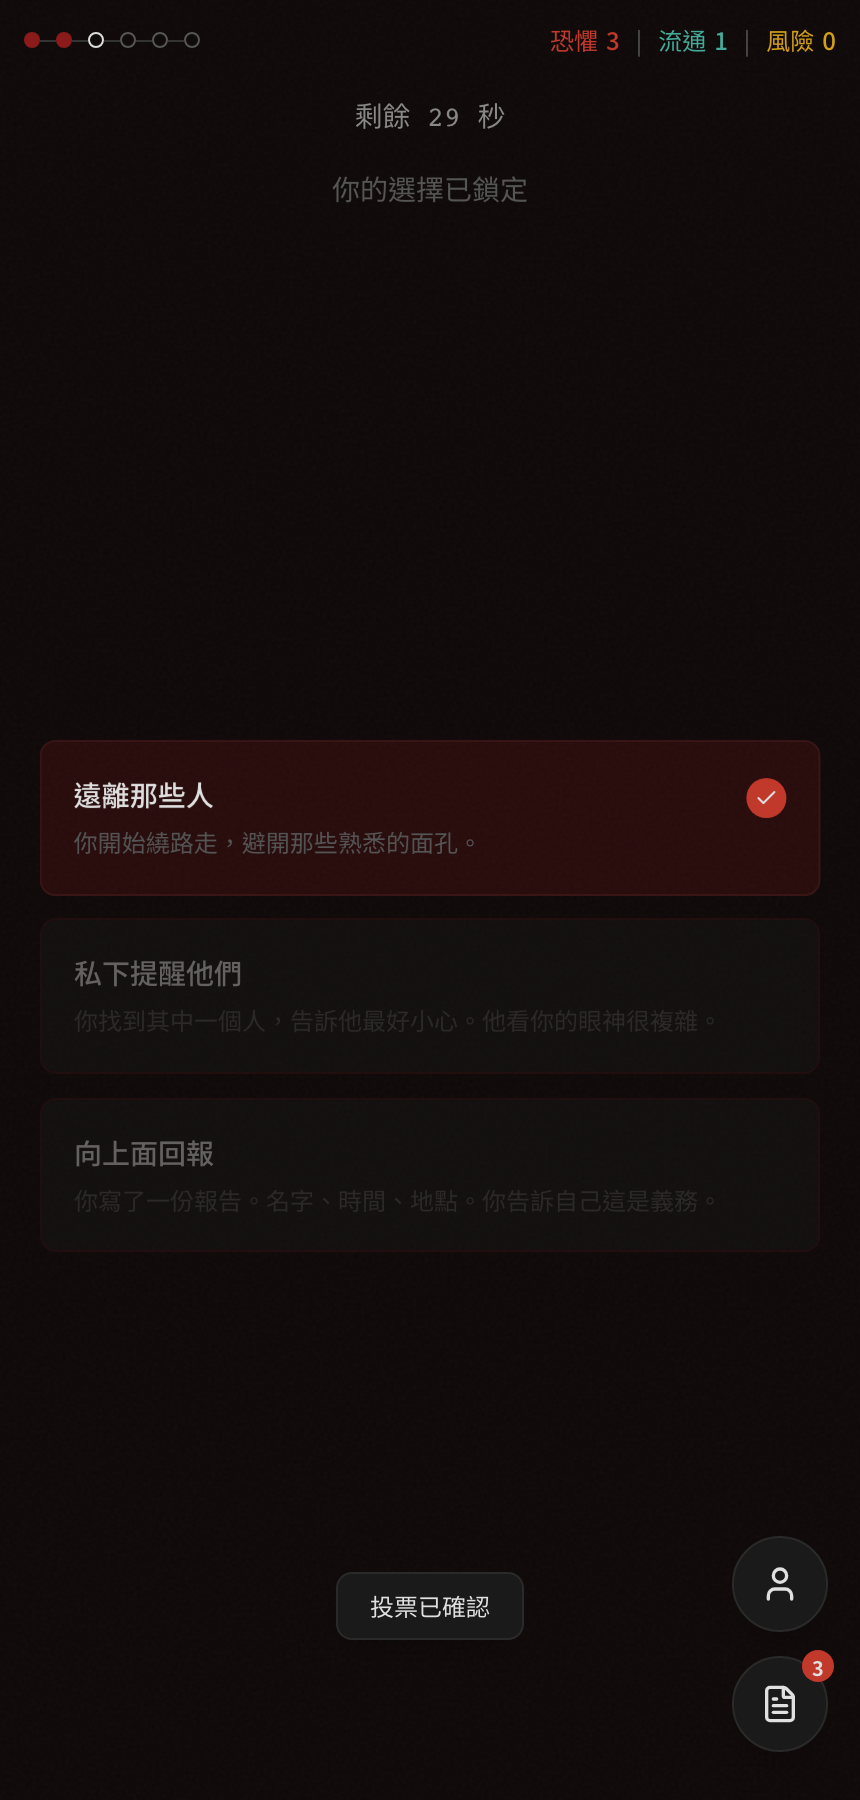 恐懼 3 | 流通 1 | 風險 0
剩餘 29 秒
你的選擇已鎖定
遠離那些人
你開始繞路走，避開那些熟悉的面孔。
私下提醒他們
你找到其中一個人，告訴他最好小心。他看你的眼神很複雜。
向上面回報
你寫了一份報告。名字、時間、地點。你告訴自己這是義務。
投票已確認
3